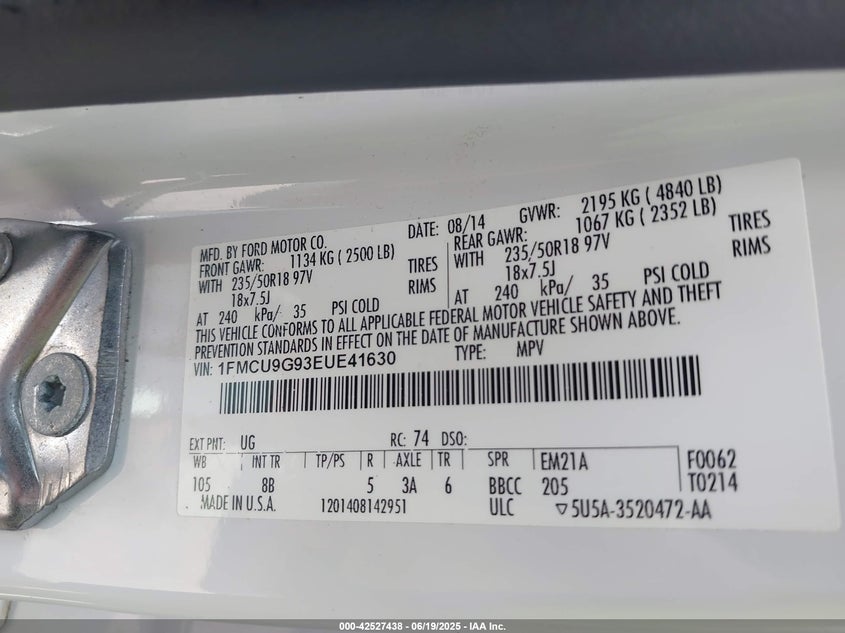 MFD. BY FORD MOTOR CO. DATE: 08/14 GVWR: 2195 KG ( 4840 LB)
FRONT GAWR: 1134 KG ( 2500 LB) REAR GAWR: 1067 KG ( 2352 LB)
WITH 235/50R18 97V TIRES WITH 235/50R18 97V TIRES
18x7.5J RIMS 18x7.5J RIMS
AT 240 kPa/ 35 PSI COLD AT 240 kPa/ 35 PSI COLD
THIS VEHICLE CONFORMS TO ALL APPLICABLE FEDERAL MOTOR VEHICLE SAFETY AND THEFT
PREVENTION STANDARDS IN EFFECT ON THE DATE OF MANUFACTURE SHOWN ABOVE.
VIN: 1FMCU9G93EUE41630 TYPE: MPV
EXT PNT: UG RC: 74 DSO:
WB INT TR TP/PS R AXLE TR SPR EM21A F0062
105 8B 5 3A 6 BBCC 205 T0214
MADE IN U.S.A. 1201408142951 ULC ▽5U5A-3520472-AA
000-42527438 - 06/19/2025 - IAA Inc.